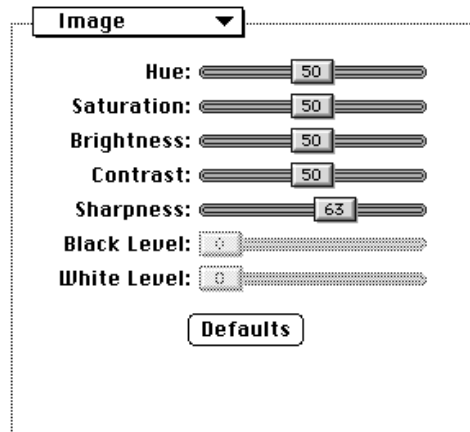 Image
Hue: 50
Saturation: 50
Brightness: 50
Contrast: 50
Sharpness: 63
Black Level: 0
White Level: 0
Defaults